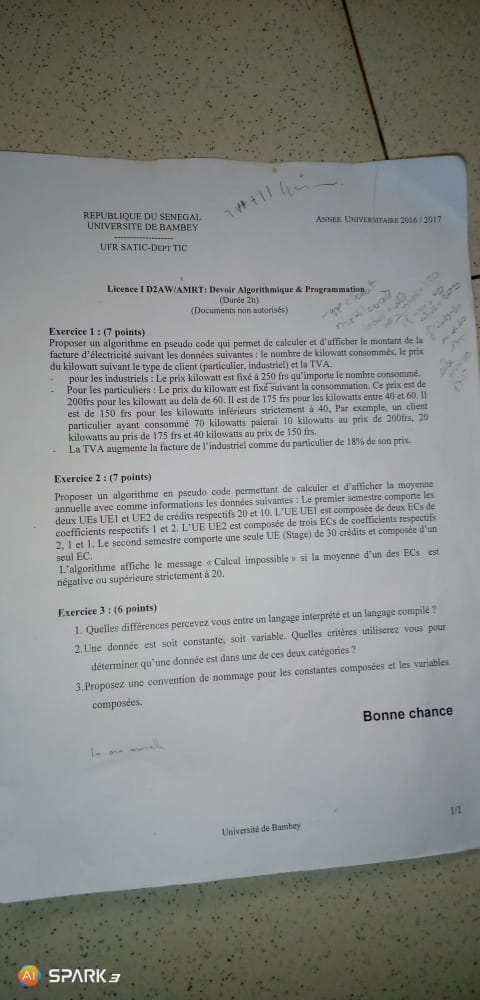 REPUBLIQUE DU SENEGAL
UNIVERSITE DE BAMBEY
--------------------
UFR SATIC-DEPT TIC
ANNEE UNIVERSITAIRE 2016 / 2017
Licence I D2AW/AMRT: Devoir Algorithmique & Programmation.
(Durée 2h)
(Documents non autorisés)
Exercice 1 : (7 points)
Proposer un algorithme en pseudo code qui permet de calculer et d'afficher le montant de la
facture d'électricité suivant les données suivantes : le nombre de kilowatt consommés, le prix
du kilowatt suivant le type de client (particulier, industriel) et la TVA.
- pour les industriels : Le prix kilowatt est fixé à 250 frs qu'importe le nombre consommé.
- Pour les particuliers : Le prix du kilowatt est fixé suivant la consommation. Ce prix est de
200frs pour les kilowatts au delà de 60. Il est de 175 frs pour les kilowatts entre 40 et 60. Il
est de 150 frs pour les kilowatts inférieurs strictement à 40, Par exemple, un client
particulier ayant consommé 70 kilowatts paierai 10 kilowatts au prix de 200frs, 20
kilowatts au pris de 175 frs et 40 kilowatts au prix de 150 frs.
- La TVA augmente la facture de l'industriel comme du particulier de 18% de son prix.
Exercice 2 : (7 points)
Proposer un algorithme en pseudo code permettant de calculer et d'afficher la moyenne
annuelle avec comme informations les données suivantes : Le premier semestre comporte les
deux UEs UE1 et UE2 de crédits respectifs 20 et 10. L'UE UE1 est composée de deux ECs de
coefficients respectifs 1 et 2. L'UE UE2 est composée de trois ECs de coefficients respectifs
2, 1 et 1. Le second semestre comporte une seule UE (Stage) de 30 crédits et composée d'un
seul EC.
L'algorithme affiche le message « Calcul impossible » si la moyenne d'un des ECs est
négative ou supérieure strictement à 20.
Exercice 3 : (6 points)
1. Quelles différences percevez vous entre un langage interprété et un langage compilé ?
2. Une donnée est soit constante, soit variable. Quelles critères utiliserez vous pour
déterminer qu'une donnée est dans une de ces deux catégories ?
3. Proposez une convention de nommage pour les constantes composées et les variables
composées.
Bonne chance
1/1
Université de Bambey
AI SPARK 3